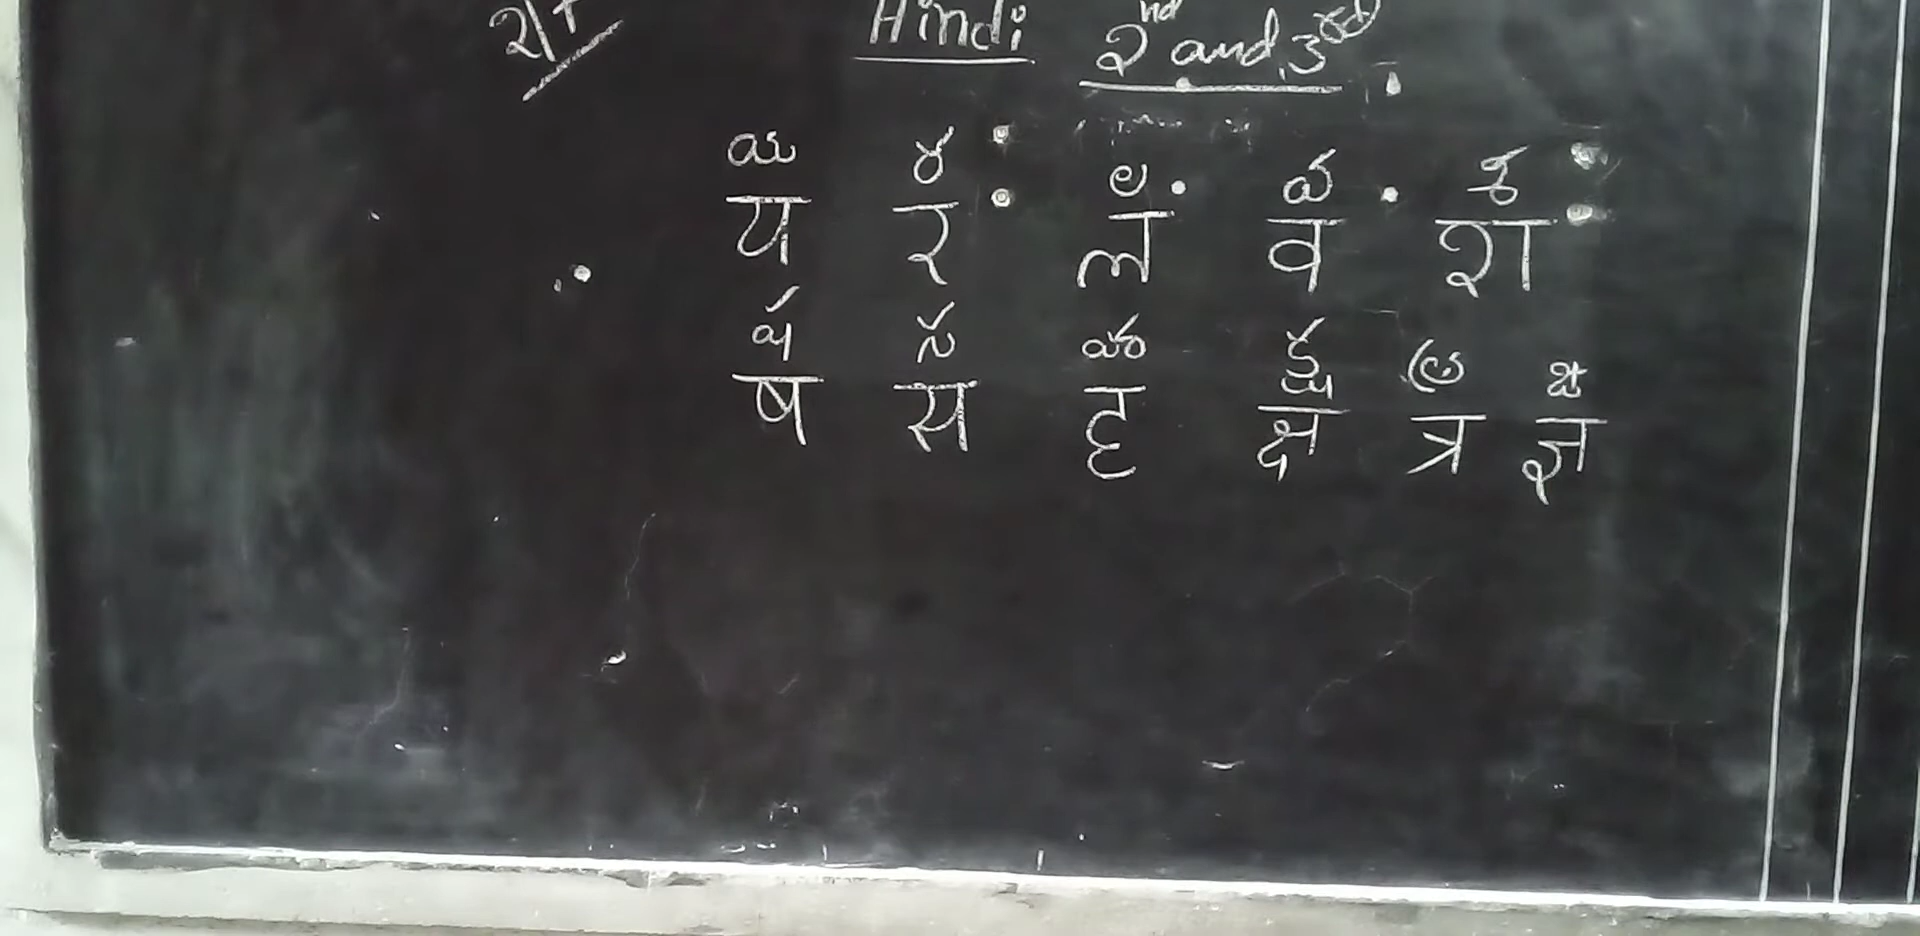 Hindi 2nd and 3rd
య ర ల వ శ
य र ल व श
ష స హ క్ష త్ర జ్ఞ
ष स ह क्ष त्र ज्ञ